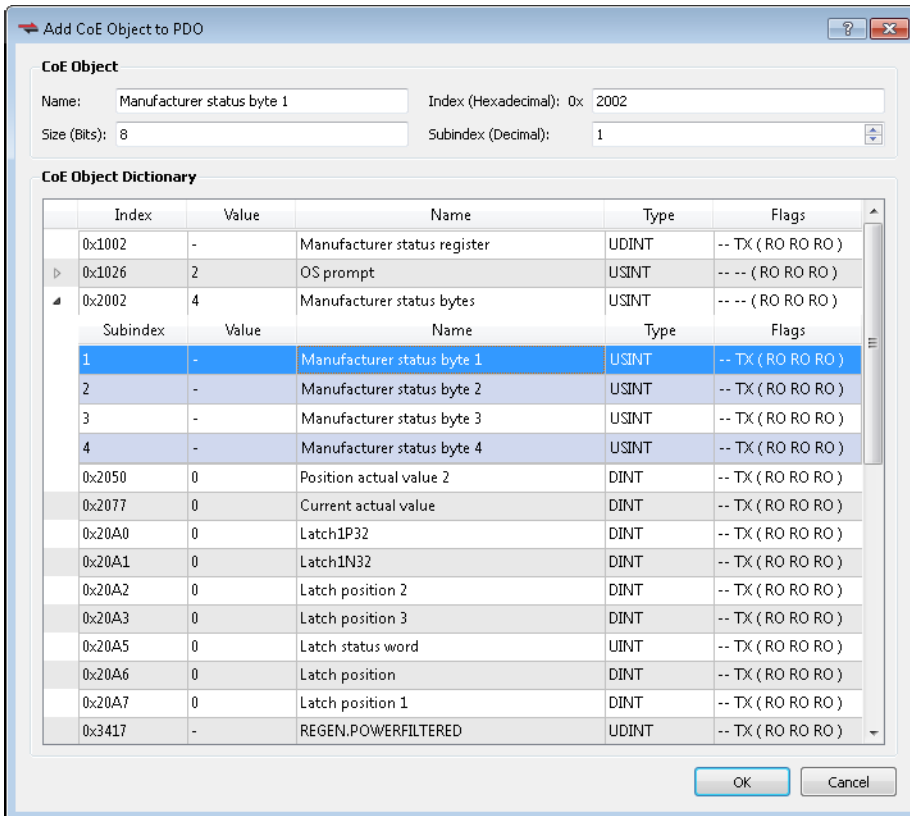 Add CoE Object to PDO
CoE Object
Name: Manufacturer status byte 1 Index (Hexadecimal): 0x 2002
Size (Bits): 8 Subindex (Decimal): 1
CoE Object Dictionary
Index Value Name Type Flags
0x1002 - Manufacturer status register UDINT -- TX ( RO RO RO )
0x1026 2 OS prompt USINT -- -- ( RO RO RO )
0x2002 4 Manufacturer status bytes USINT -- -- ( RO RO RO )
Subindex Value Name Type Flags
1 - Manufacturer status byte 1 USINT -- TX ( RO RO RO )
2 - Manufacturer status byte 2 USINT -- TX ( RO RO RO )
3 - Manufacturer status byte 3 USINT -- TX ( RO RO RO )
4 - Manufacturer status byte 4 USINT -- TX ( RO RO RO )
0x2050 0 Position actual value 2 DINT -- TX ( RO RO RO )
0x2077 0 Current actual value DINT -- TX ( RO RO RO )
0x20A0 0 Latch1P32 DINT -- TX ( RO RO RO )
0x20A1 0 Latch1N32 DINT -- TX ( RO RO RO )
0x20A2 0 Latch position 2 DINT -- TX ( RO RO RO )
0x20A3 0 Latch position 3 DINT -- TX ( RO RO RO )
0x20A5 0 Latch status word UINT -- TX ( RO RO RO )
0x20A6 0 Latch position DINT -- TX ( RO RO RO )
0x20A7 0 Latch position 1 DINT -- TX ( RO RO RO )
0x3417 - REGEN.POWERFILTERED UDINT -- TX ( RO RO RO )
OK Cancel